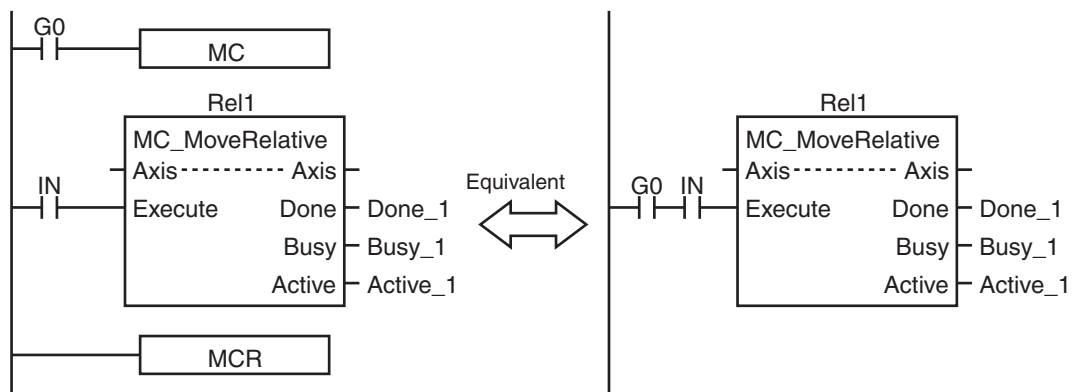 G0
MC
Rel1
MC_MoveRelative
Axis Axis
IN
Execute Done Done_1
Busy Busy_1
Active Active_1
MCR
Equivalent
Rel1
MC_MoveRelative
Axis Axis
G0 IN
Execute Done Done_1
Busy Busy_1
Active Active_1